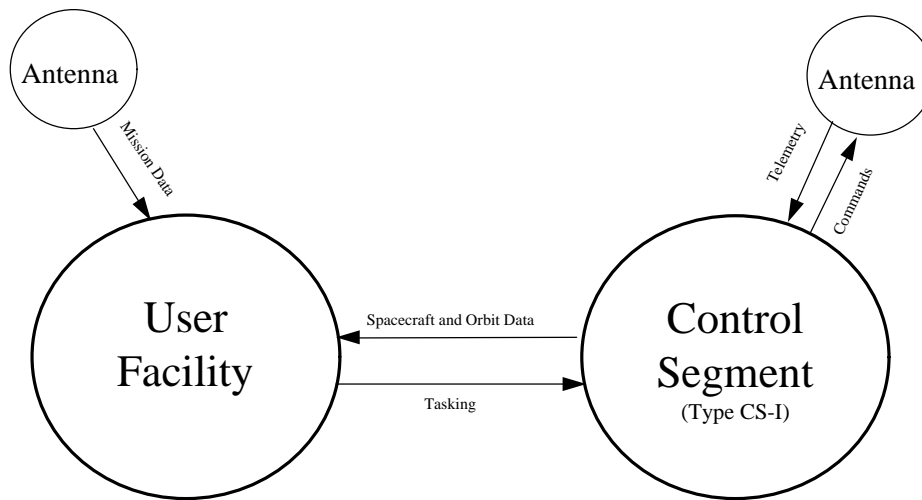 Antenna
Antenna
Mission Data
Telemetry
Commands
User
Facility
Spacecraft and Orbit Data
Tasking
Control
Segment
(Type CS-I)